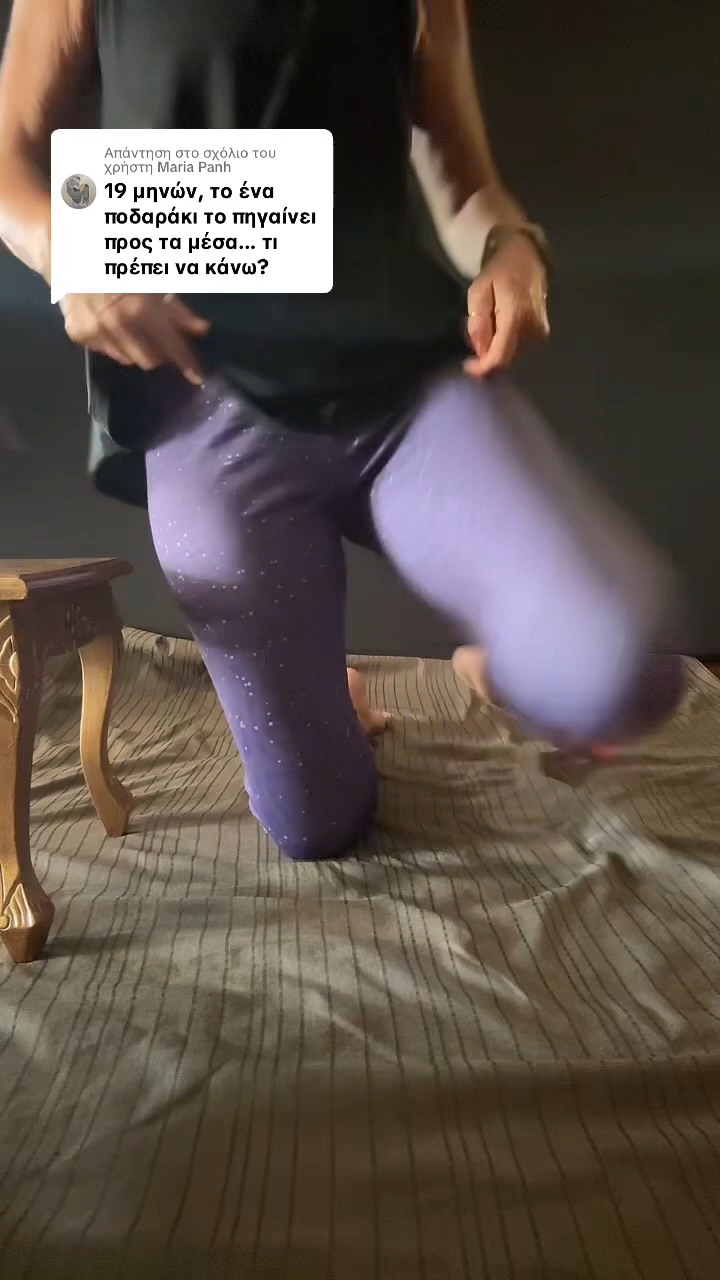 Απάντηση στο σχόλιο του
χρήστη Maria Panh
19 μηνών, το ένα
ποδαράκι το πηγαίνει
προς τα μέσα... τι
πρέπει να κάνω?